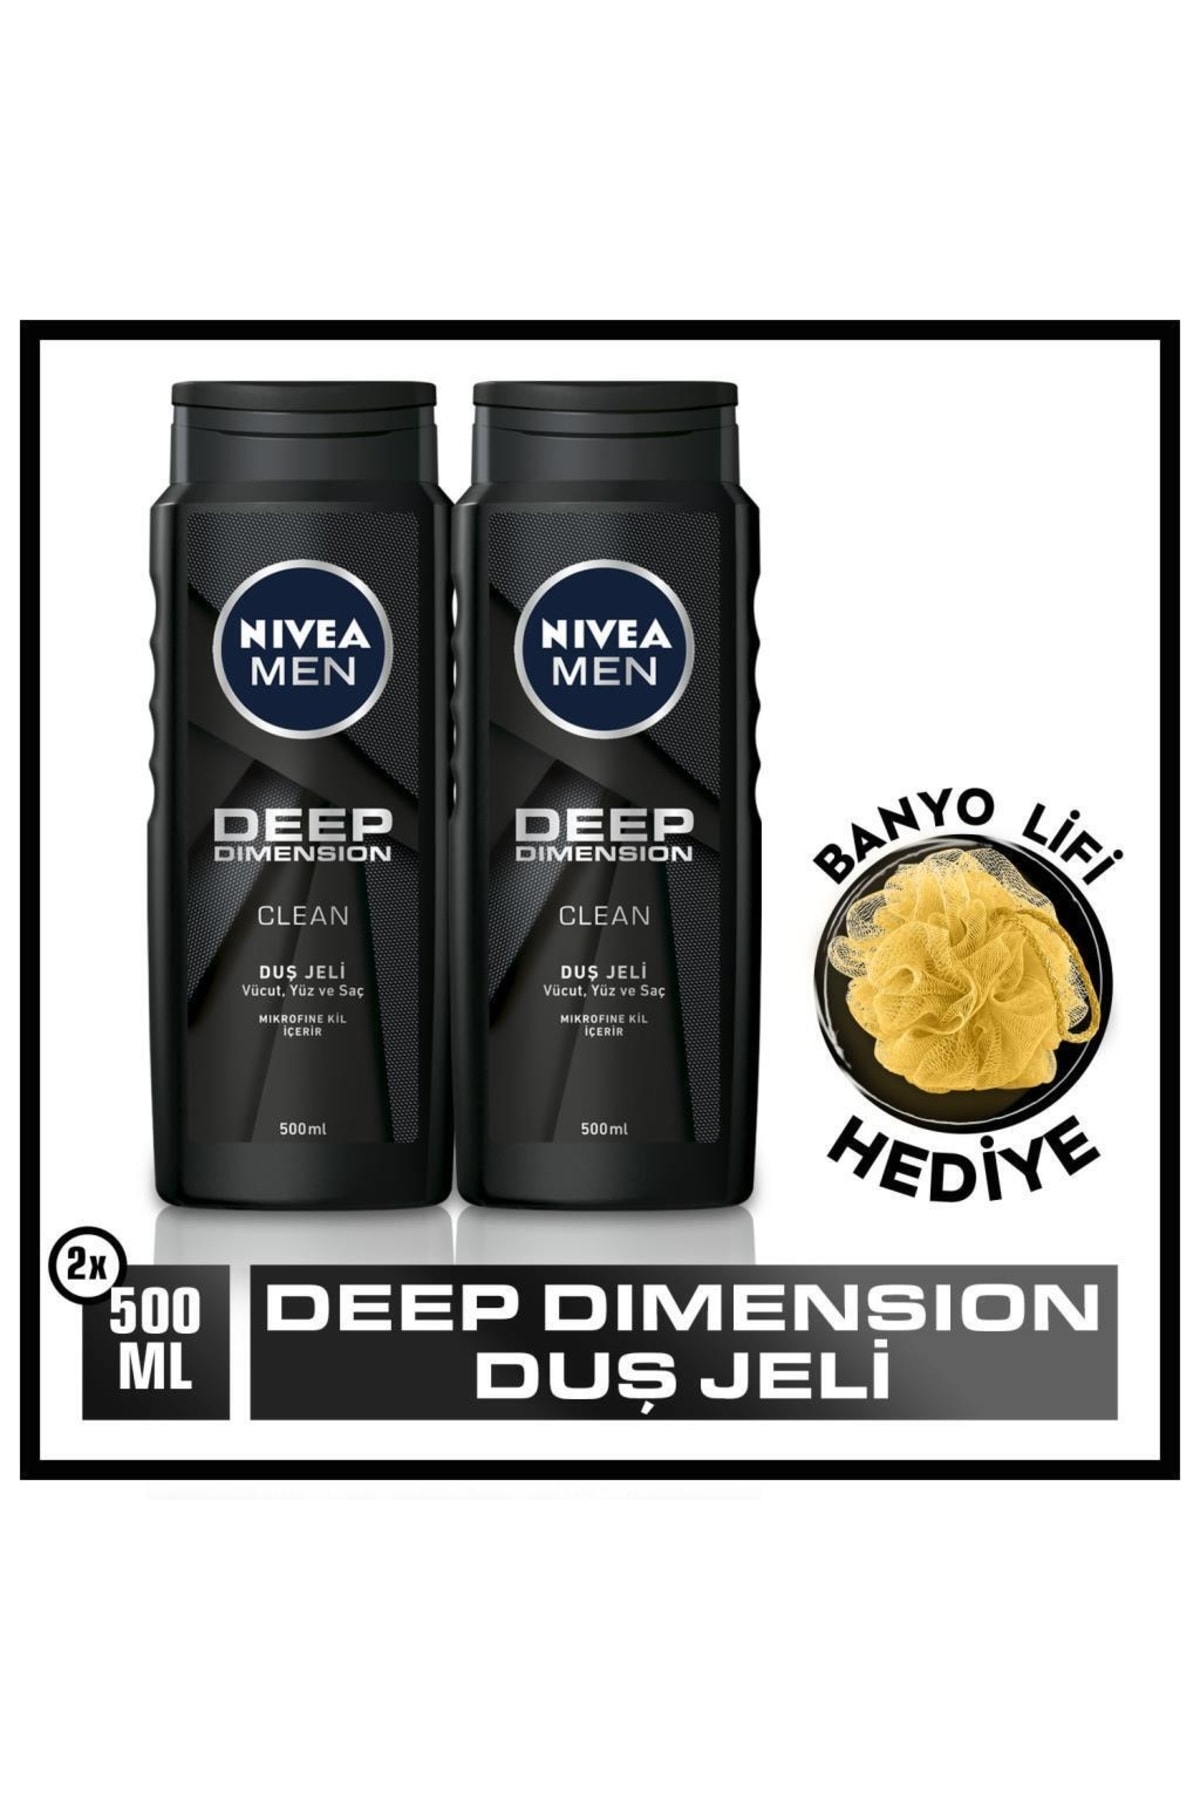 NIVEA
MEN
DEEP
DIMENSION
CLEAN
DUŞ JELİ
Vücut, Yüz ve Saç
MIKROFINE KİL
İÇERİR
500ml
NIVEA
MEN
DEEP
DIMENSION
CLEAN
DUŞ JELİ
Vücut, Yüz ve Saç
MIKROFINE KİL
İÇERİR
500ml
BANYO LİFİ
HEDİYE
2x
500
ML
DEEP DIMENSION
DUŞ JELİ